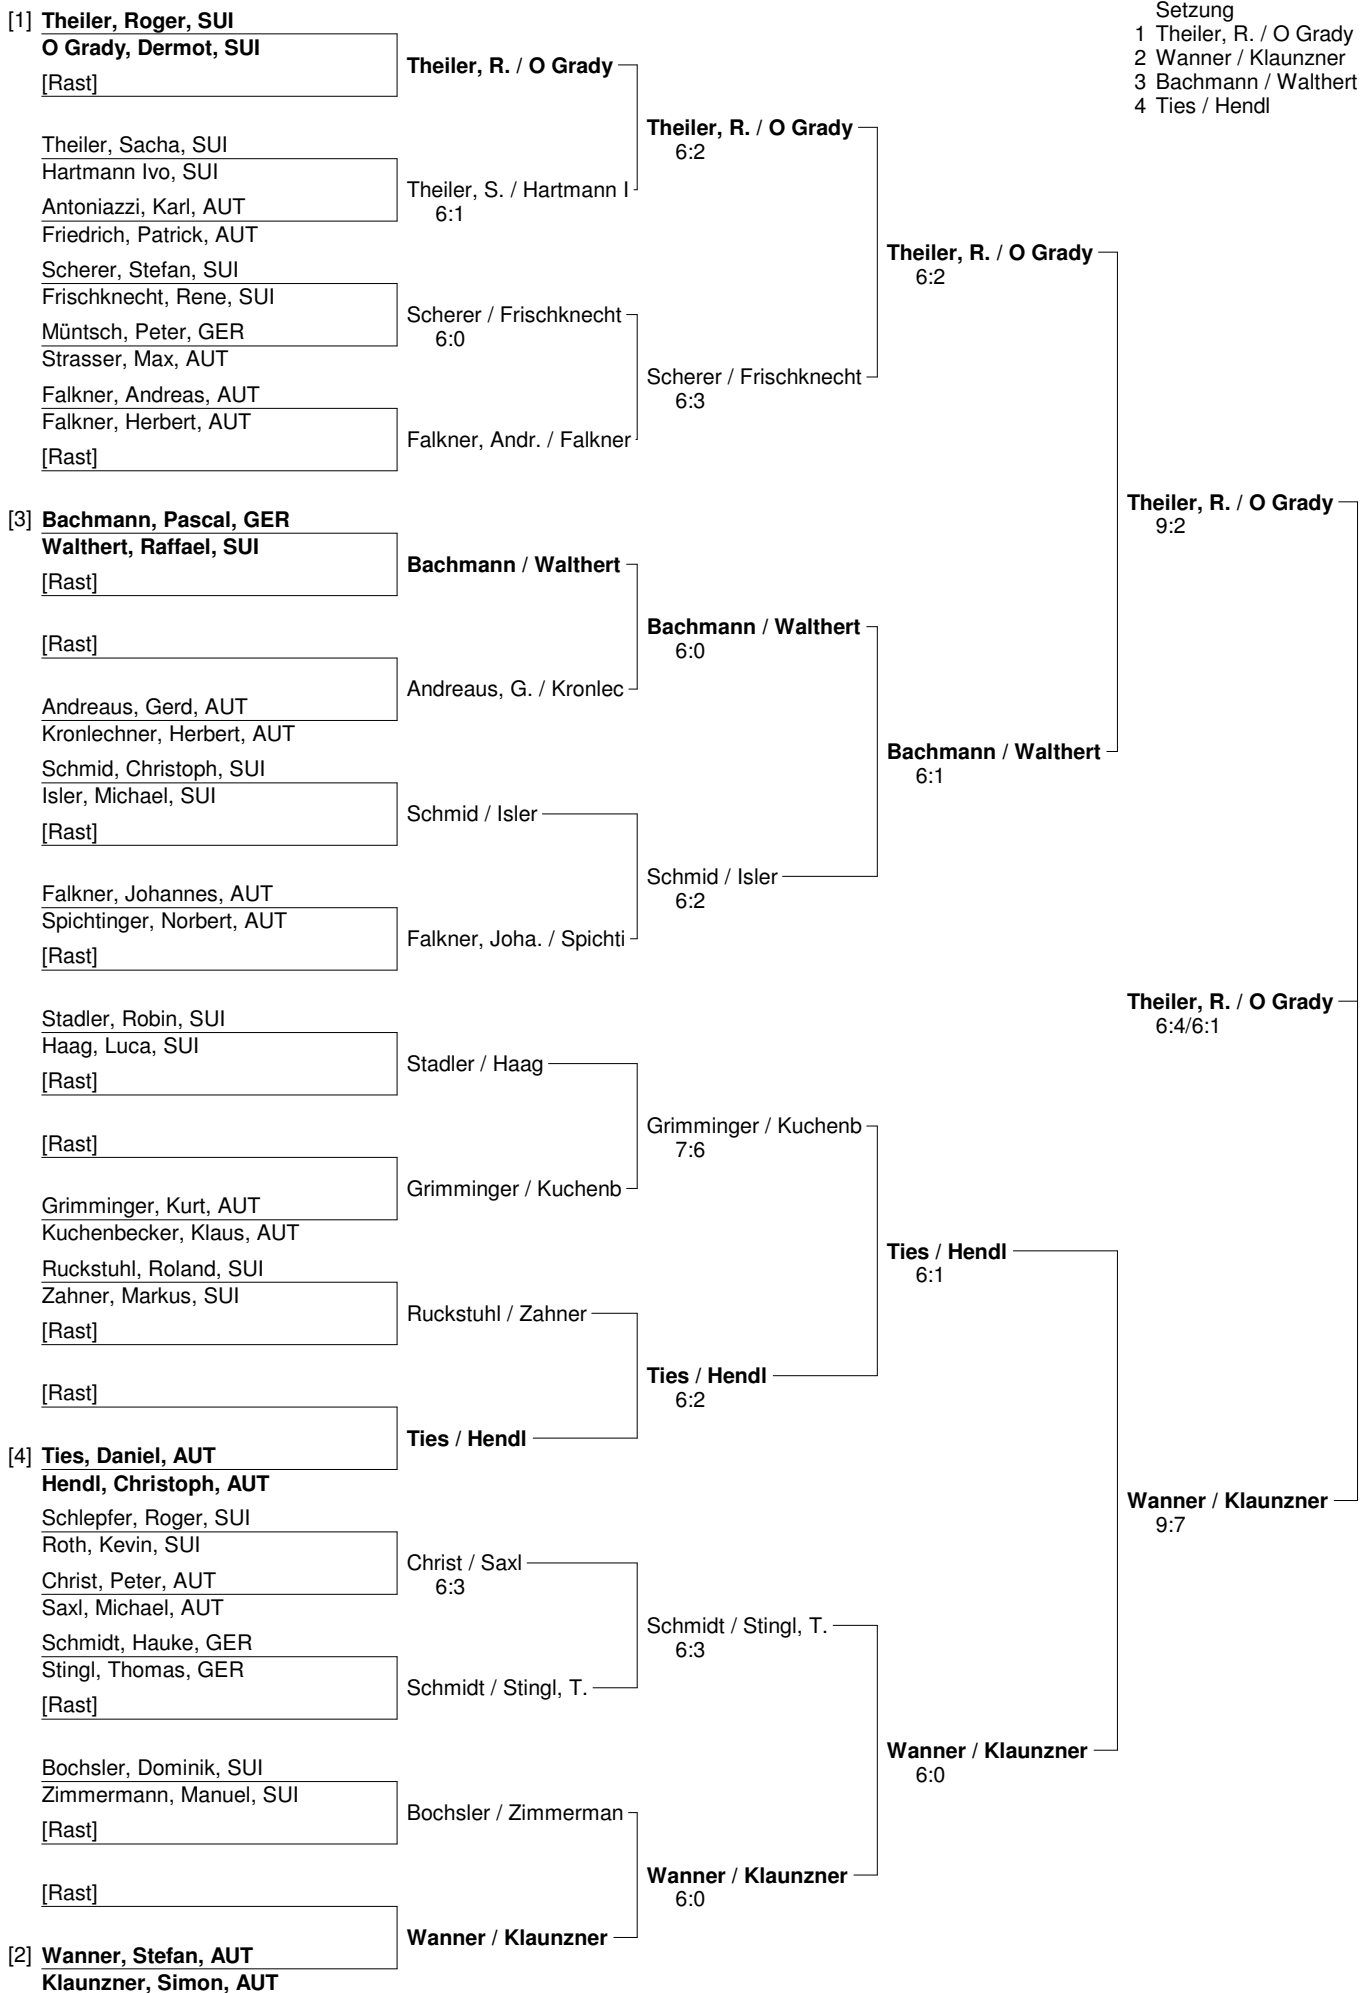 Setzung
1 Theiler, R. / O Grady
2 Wanner / Klaunzner
3 Bachmann / Walthert
4 Ties / Hendl
[1] Theiler, Roger, SUI
O Grady, Dermot, SUI
[Rast]
Theiler, Sacha, SUI
Hartmann Ivo, SUI
Antoniazzi, Karl, AUT
Friedrich, Patrick, AUT
Scherer, Stefan, SUI
Frischknecht, Rene, SUI
Müntsch, Peter, GER
Strasser, Max, AUT
Falkner, Andreas, AUT
Falkner, Herbert, AUT
[Rast]
[3] Bachmann, Pascal, GER
Walthert, Raffael, SUI
[Rast]
[Rast]
Andreaus, Gerd, AUT
Kronlechner, Herbert, AUT
Schmid, Christoph, SUI
Isler, Michael, SUI
[Rast]
Falkner, Johannes, AUT
Spichtinger, Norbert, AUT
[Rast]
Stadler, Robin, SUI
Haag, Luca, SUI
[Rast]
[Rast]
Grimminger, Kurt, AUT
Kuchenbecker, Klaus, AUT
Ruckstuhl, Roland, SUI
Zahner, Markus, SUI
[Rast]
[Rast]
[4] Ties, Daniel, AUT
Hendl, Christoph, AUT
Schlepfer, Roger, SUI
Roth, Kevin, SUI
Christ, Peter, AUT
Saxl, Michael, AUT
Schmidt, Hauke, GER
Stingl, Thomas, GER
[Rast]
Bochsler, Dominik, SUI
Zimmermann, Manuel, SUI
[Rast]
[Rast]
[2] Wanner, Stefan, AUT
Klaunzner, Simon, AUT
Theiler, R. / O Grady
Theiler, S. / Hartmann I
6:1
Scherer / Frischknecht
6:0
Falkner, Andr. / Falkner
Bachmann / Walthert
Andreaus, G. / Kronlec
Schmid / Isler
Falkner, Joha. / Spichti
Stadler / Haag
Grimminger / Kuchenb
Ruckstuhl / Zahner
Ties / Hendl
Christ / Saxl
6:3
Schmidt / Stingl, T.
Bochsler / Zimmerman
Wanner / Klaunzner
Theiler, R. / O Grady
6:2
Scherer / Frischknecht
6:3
Bachmann / Walthert
6:0
Schmid / Isler
6:2
Grimminger / Kuchenb
7:6
Ties / Hendl
6:2
Schmidt / Stingl, T.
6:3
Wanner / Klaunzner
6:0
Theiler, R. / O Grady
6:2
Bachmann / Walthert
6:1
Ties / Hendl
6:1
Wanner / Klaunzner
6:0
Theiler, R. / O Grady
9:2
Wanner / Klaunzner
9:7
Theiler, R. / O Grady
6:4/6:1